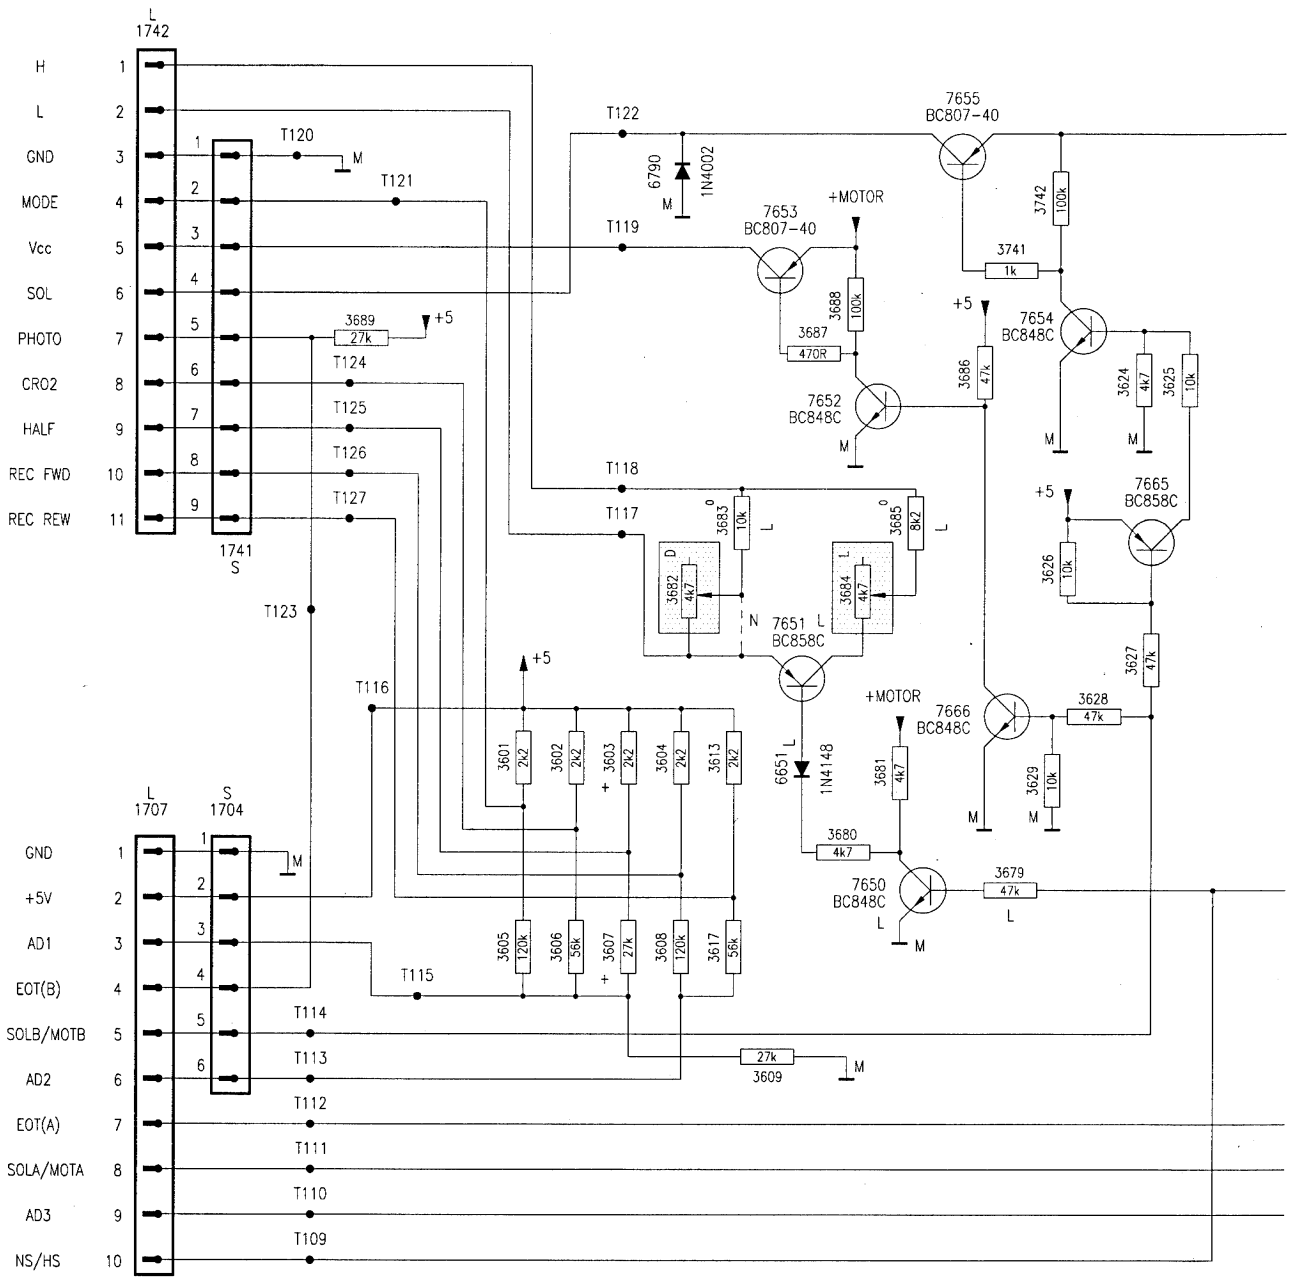 L
1742
H 1
L 2
GND 3 1 T120 M
MODE 4 2 T121
Vcc 5 3 T119
SOL 6 4 T122
PHOTO 7 5 3689 27k +5
CRO2 8 6 T124
HALF 9 7 T125
REC FWD 10 8 T126
REC REW 11 9 T127
1741
S
6790
1N4002
M
7655
BC807-40
3742
100k
3741
1k
7653
BC807-40
+MOTOR
3688
100k
3687
470R
7652
BC848C
M
+5
3686
47k
7654
BC848C
M
3624
4k7
M
3625
10k
T118
T117
0
3683
10k
L
0
3685
8k2
L
D
3682
4k7
N
L
3684
4k7
L
7651
BC858C
+5
7665
BC858C
3626
10k
3627
47k
T123
+5
T116
3601
2k2
3602
2k2
3603
2k2
+
3604
2k2
3613
2k2
L
6651
1N4148
+MOTOR
3681
4k7
3680
4k7
7666
BC848C
M
3628
47k
3629
10k
M
7650
BC848C
L
M
3679
47k
L
3605
120k
3606
56k
3607
27k
+
3608
120k
3617
56k
T115
27k
3609
M
L
1707
S
1704
GND 1 1 M
+5V 2 2
AD1 3 3
EOT(B) 4 4
SOLB/MOTB 5 5 T114
AD2 6 6 T113
EOT(A) 7 T112
SOLA/MOTA 8 T111
AD3 9 T110
NS/HS 10 T109